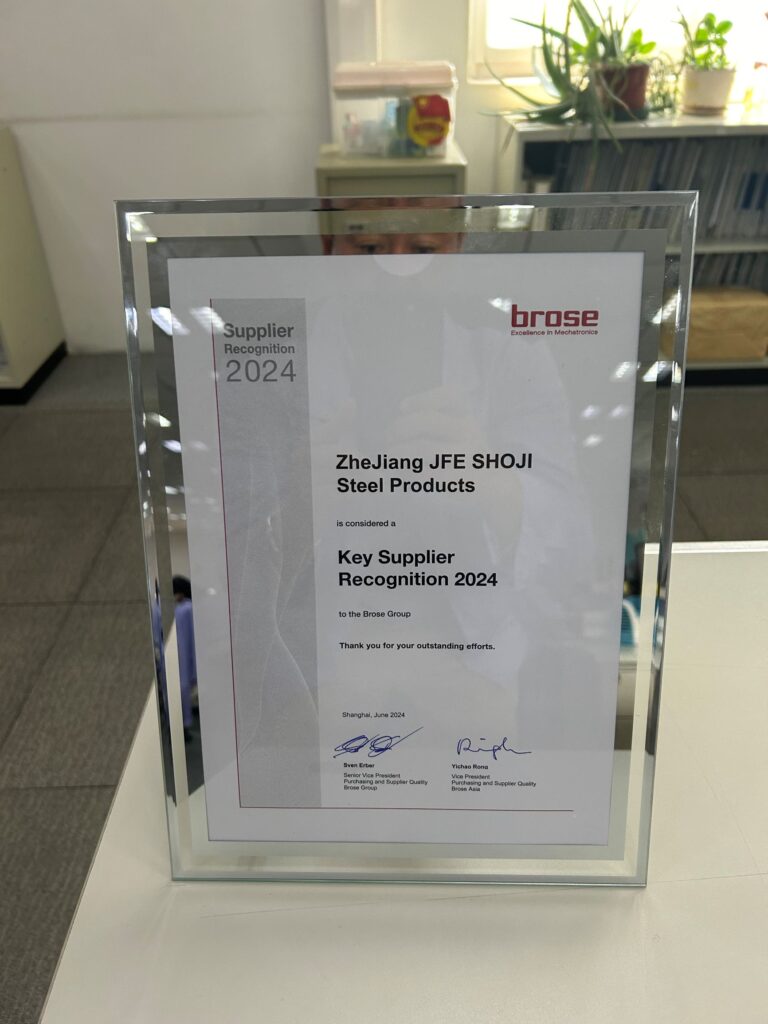 Supplier
Recognition
2024
brose
Excellence in Mechatronics
ZheJiang JFE SHOJI
Steel Products
is considered a
Key Supplier
Recognition 2024
to the Brose Group
Thank you for your outstanding efforts.
Shanghai, June 2024
Sven Erber
Senior Vice President
Purchasing and Supplier Quality
Brose Group
Yichao Rong
Vice President
Purchasing and Supplier Quality
Brose Asia